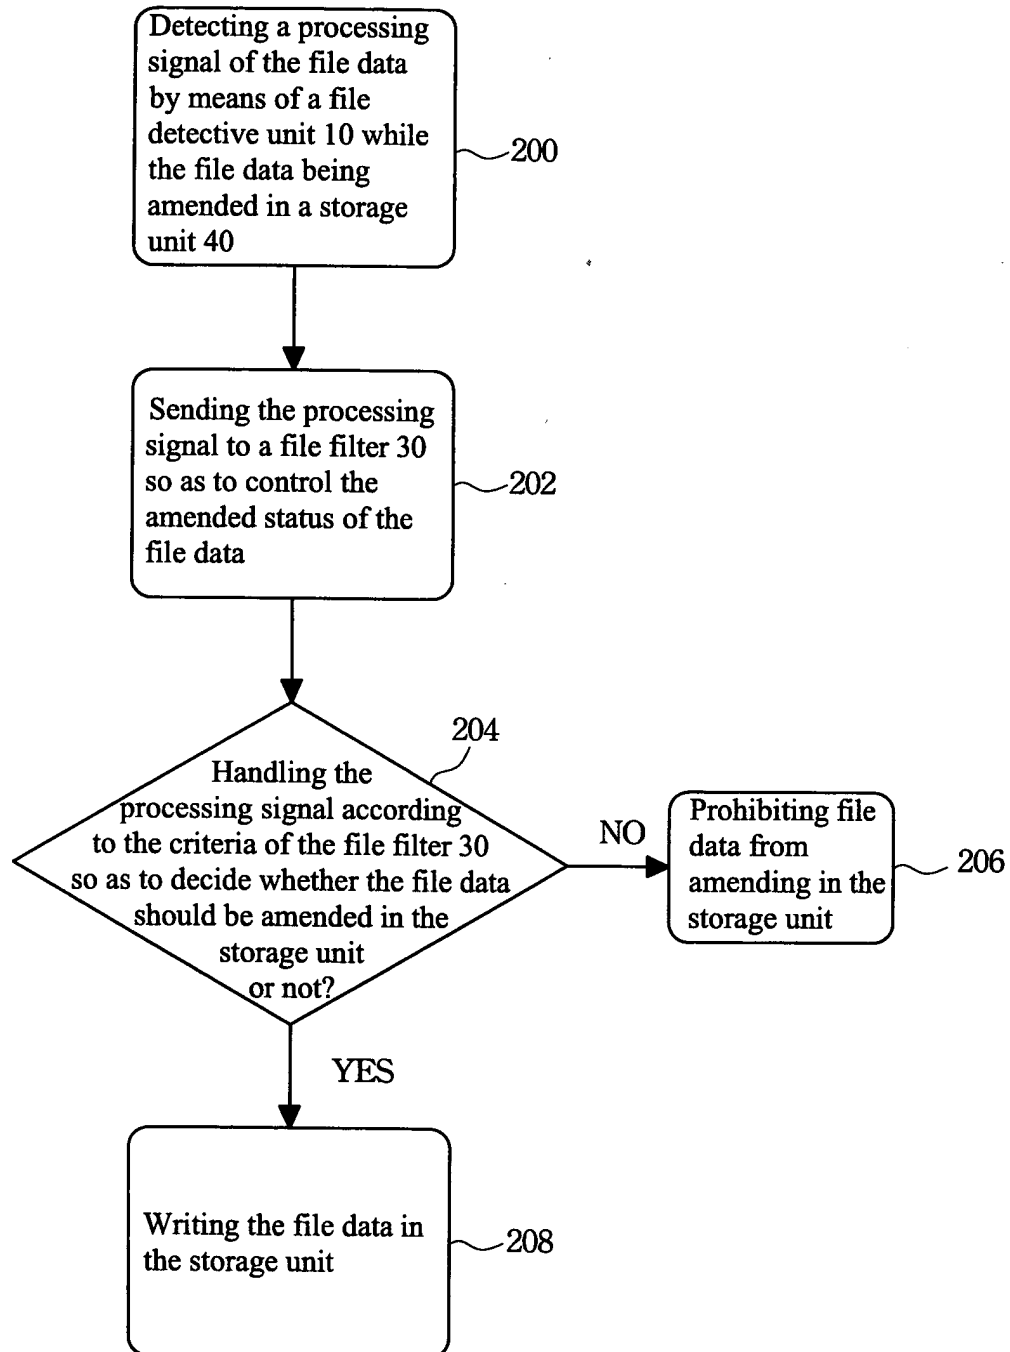 Detecting a processing
signal of the file data
by means of a file
detective unit 10 while
the file data being
amended in a storage
unit 40
200
Sending the processing
signal to a file filter 30
so as to control the
amended status of the
file data
202
204
Handling the
processing signal according
to the criteria of the file filter 30
so as to decide whether the file data
should be amended in the
storage unit
or not?
NO
Prohibiting file
data from
amending in the
storage unit
206
YES
Writing the file data in
the storage unit
208